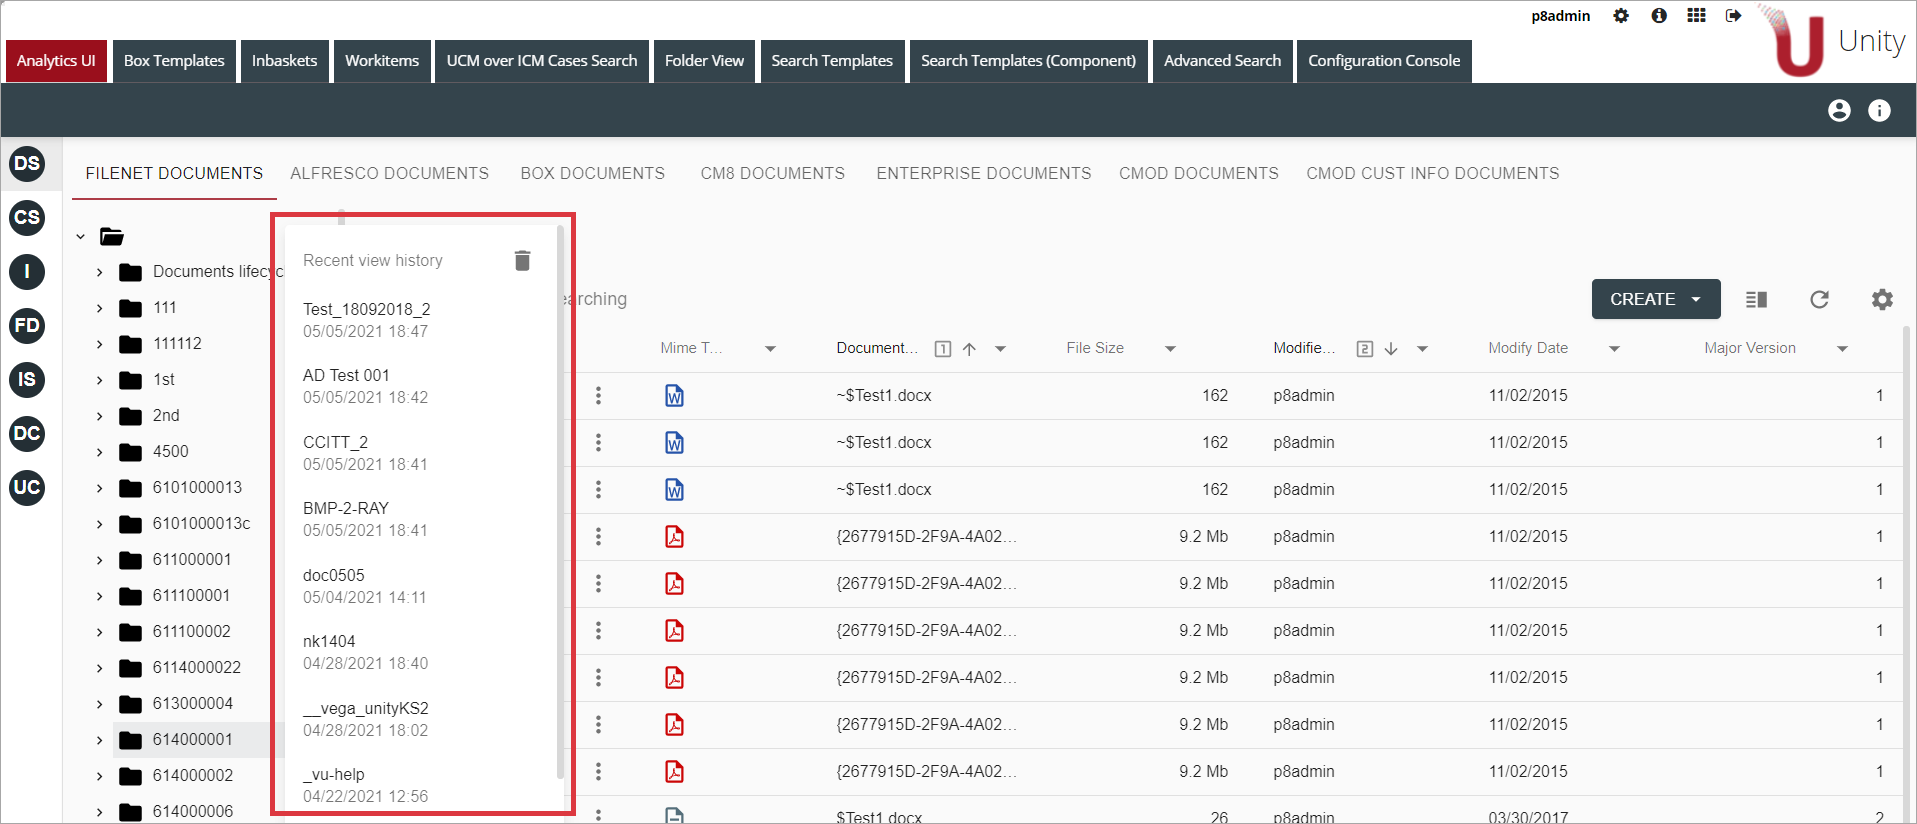 p8admin
Unity
Analytics UI
Box Templates
Inbaskets
Workitems
UCM over ICM Cases Search
Folder View
Search Templates
Search Templates (Component)
Advanced Search
Configuration Console
DS
CS
I
FD
IS
DC
UC
FILENET DOCUMENTS
ALFRESCO DOCUMENTS
BOX DOCUMENTS
CM8 DOCUMENTS
ENTERPRISE DOCUMENTS
CMOD DOCUMENTS
CMOD CUST INFO DOCUMENTS
Documents lifecyc
111
111112
1st
2nd
4500
6101000013
6101000013c
611000001
611100001
611100002
6114000022
613000004
614000001
614000002
614000006
Recent view history
Test_18092018_2
05/05/2021 18:47
AD Test 001
05/05/2021 18:42
CCITT_2
05/05/2021 18:41
BMP-2-RAY
05/05/2021 18:41
doc0505
05/04/2021 14:11
nk1404
04/28/2021 18:40
__vega_unityKS2
04/28/2021 18:02
_vu-help
04/22/2021 12:56
earching
CREATE
Mime T... Document... 1 File Size Modifie... 2 Modify Date Major Version
~$Test1.docx 162 p8admin 11/02/2015 1
~$Test1.docx 162 p8admin 11/02/2015 1
~$Test1.docx 162 p8admin 11/02/2015 1
{2677915D-2F9A-4A02... 9.2 Mb p8admin 11/02/2015 1
{2677915D-2F9A-4A02... 9.2 Mb p8admin 11/02/2015 1
{2677915D-2F9A-4A02... 9.2 Mb p8admin 11/02/2015 1
{2677915D-2F9A-4A02... 9.2 Mb p8admin 11/02/2015 1
{2677915D-2F9A-4A02... 9.2 Mb p8admin 11/02/2015 1
{2677915D-2F9A-4A02... 9.2 Mb p8admin 11/02/2015 1
$Test1.docx 26 p8admin 03/30/2017 2